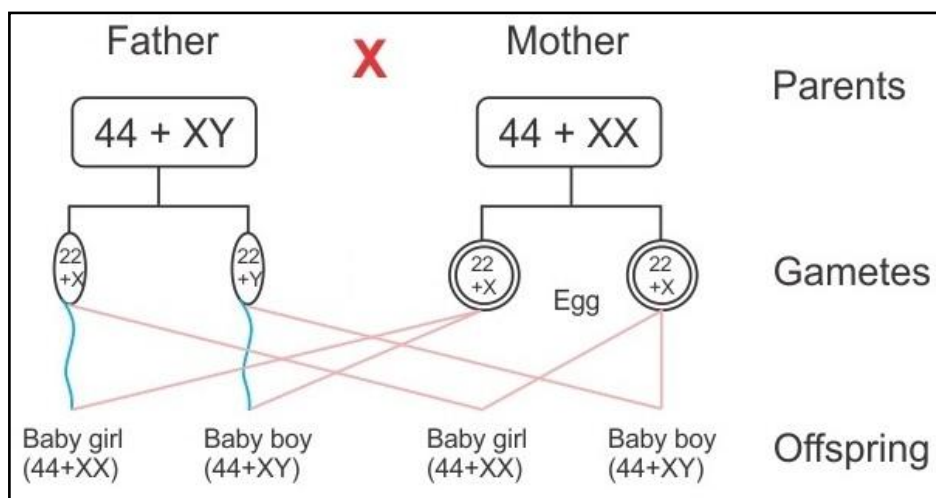 Father
X
Mother
Parents
44 + XY
44 + XX
22
+X
22
+Y
22
+X
Egg
22
+X
Gametes
Baby girl
(44+XX)
Baby boy
(44+XY)
Baby girl
(44+XX)
Baby boy
(44+XY)
Offspring